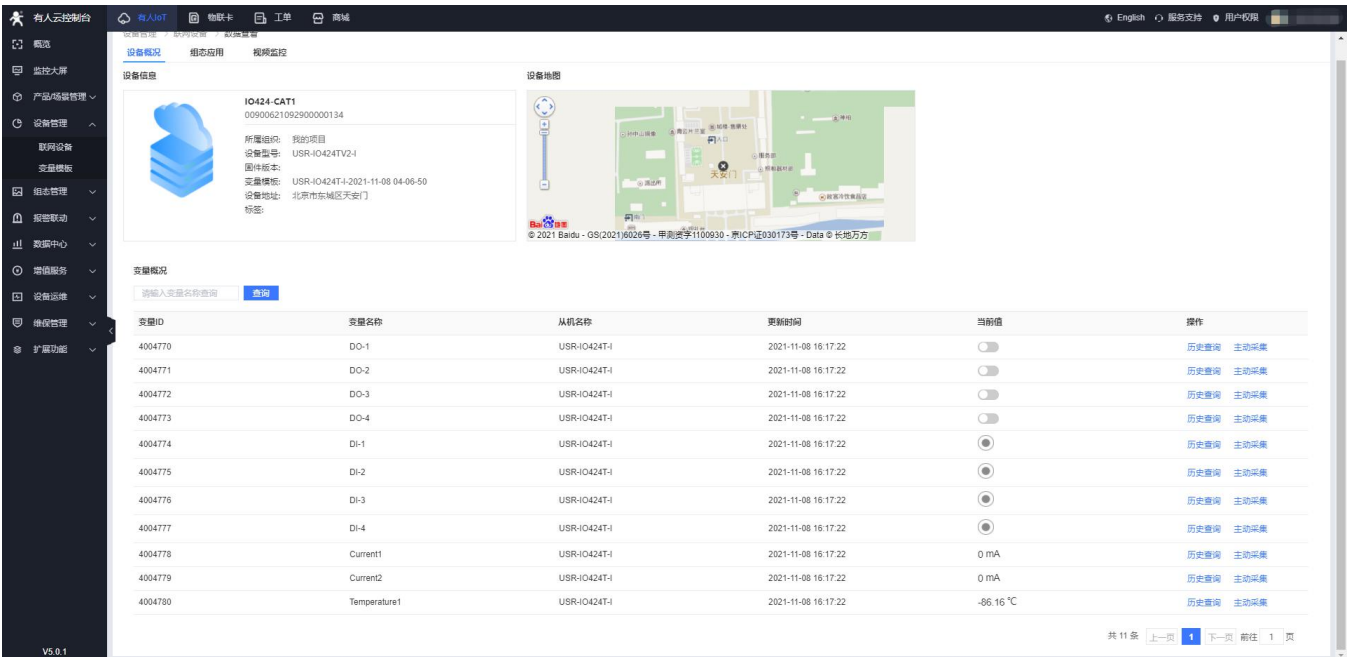 有人云控制台 有人IoT 物联卡 工单 商城 English 服务支持 用户权限
概览
监控大屏
产品/场景管理
设备管理
联网设备
变量模板
组态管理
报警联动
数据中心
增值服务
设备运维
维保管理
扩展功能
V5.0.1
设备管理 / 联网设备 / 数据查看
设备概况 组态应用 视频监控
设备信息
IO424-CAT1
00900621092900000134
所属组织: 我的项目
设备型号: USR-IO424TV2-I
固件版本:
变量模板: USR-IO424T-I-2021-11-08 04-06-50
设备地址: 北京市东城区天安门
标签:
设备地图
天安门
服务部
派出所
Bai 百度
© 2021 Baidu - GS(2021)6026号 - 甲测资字1100930 - 京ICP证030173号 - Data © 长地万方
变量概况
请输入变量名称查询 查询
变量ID 变量名称 从机名称 更新时间 当前值 操作
4004770 DO-1 USR-IO424T-I 2021-11-08 16:17:22 历史查询 主动采集
4004771 DO-2 USR-IO424T-I 2021-11-08 16:17:22 历史查询 主动采集
4004772 DO-3 USR-IO424T-I 2021-11-08 16:17:22 历史查询 主动采集
4004773 DO-4 USR-IO424T-I 2021-11-08 16:17:22 历史查询 主动采集
4004774 DI-1 USR-IO424T-I 2021-11-08 16:17:22 历史查询 主动采集
4004775 DI-2 USR-IO424T-I 2021-11-08 16:17:22 历史查询 主动采集
4004776 DI-3 USR-IO424T-I 2021-11-08 16:17:22 历史查询 主动采集
4004777 DI-4 USR-IO424T-I 2021-11-08 16:17:22 历史查询 主动采集
4004778 Current1 USR-IO424T-I 2021-11-08 16:17:22 0 mA 历史查询 主动采集
4004779 Current2 USR-IO424T-I 2021-11-08 16:17:22 0 mA 历史查询 主动采集
4004780 Temperature1 USR-IO424T-I 2021-11-08 16:17:22 -86.16 ℃ 历史查询 主动采集
共 11 条 上一页 1 下一页 前往 1 页